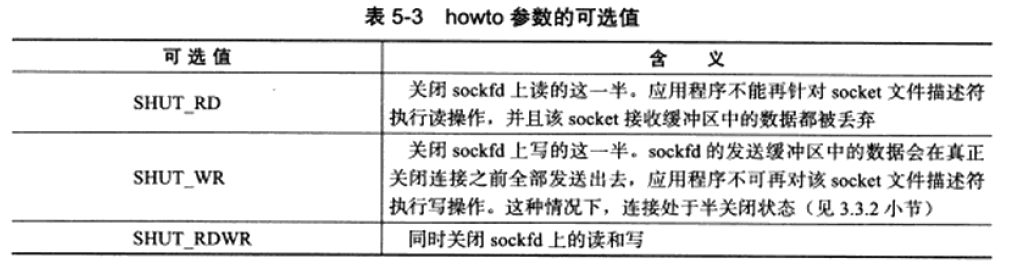 表 5-3 howto 参数的可选值
可 选 值 含 义
SHUT_RD
关闭 sockfd 上读的这一半。应用程序不能再针对 socket 文件描述符
执行读操作，并且该 socket 接收缓冲区中的数据都被丢弃
SHUT_WR
关闭 sockfd 上写的这一半。sockfd 的发送缓冲区中的数据会在真正
关闭连接之前全部发送出去，应用程序不可再对该 socket 文件描述符
执行写操作。这种情况下，连接处于半关闭状态（见 3.3.2 小节）
SHUT_RDWR 同时关闭 sockfd 上的读和写